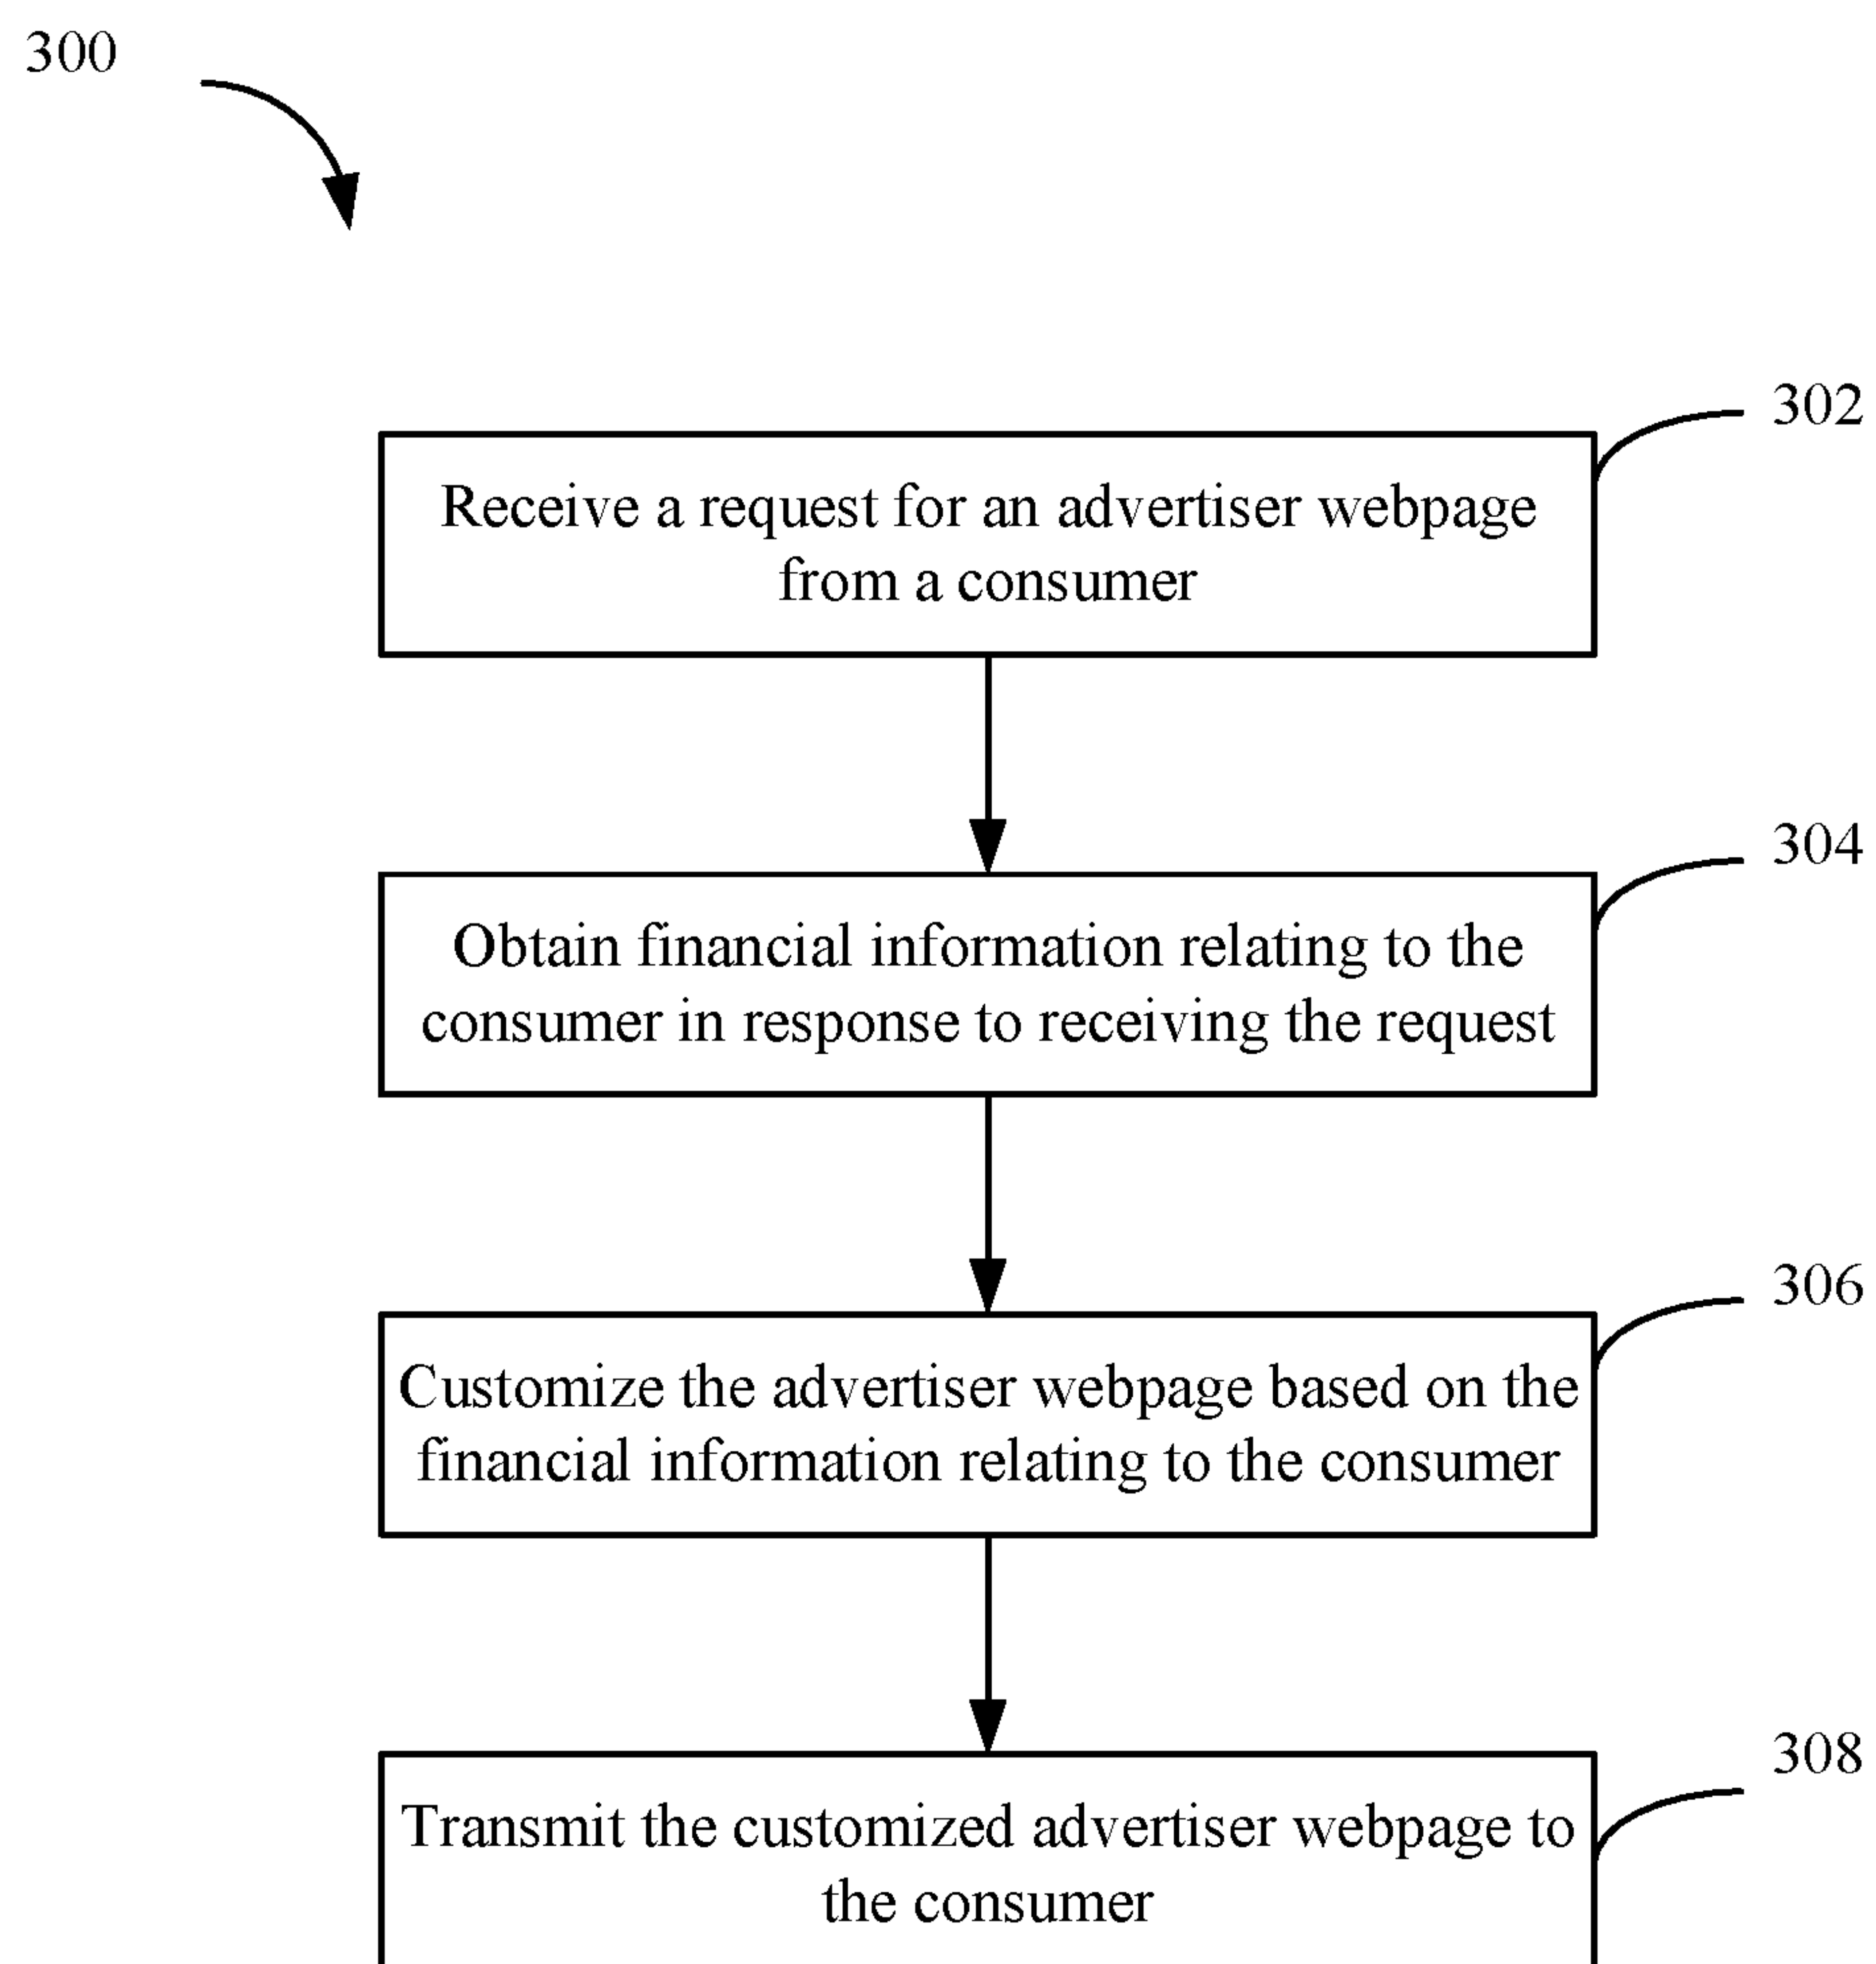 300
302
Receive a request for an advertiser webpage
from a consumer
304
Obtain financial information relating to the
consumer in response to receiving the request
306
Customize the advertiser webpage based on the
financial information relating to the consumer
308
Transmit the customized advertiser webpage to
the consumer